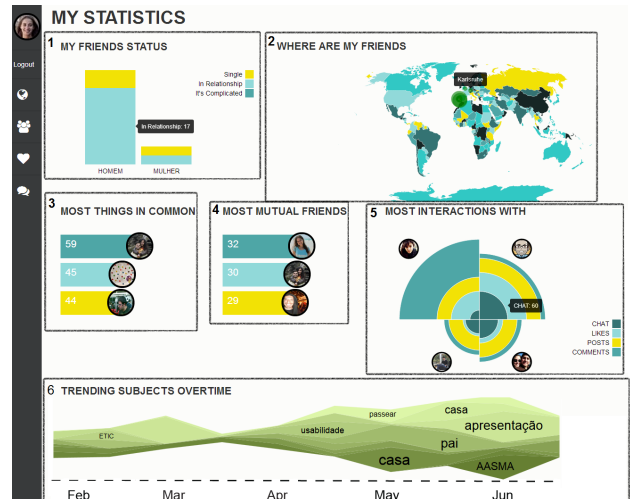 MY STATISTICS
Logout
1 MY FRIENDS STATUS
Single
In Relationship
It's Complicated
In Relationship: 17
HOMEM MULHER
2 WHERE ARE MY FRIENDS
Karlsruhe
3 MOST THINGS IN COMMON
59
45
44
4 MOST MUTUAL FRIENDS
32
30
29
5 MOST INTERACTIONS WITH
CHAT: 60
CHAT
LIKES
POSTS
COMMENTS
6 TRENDING SUBJECTS OVERTIME
ETIC
usabilidade
passear
casa
apresentação
pai
casa
AASMA
Feb Mar Apr May Jun